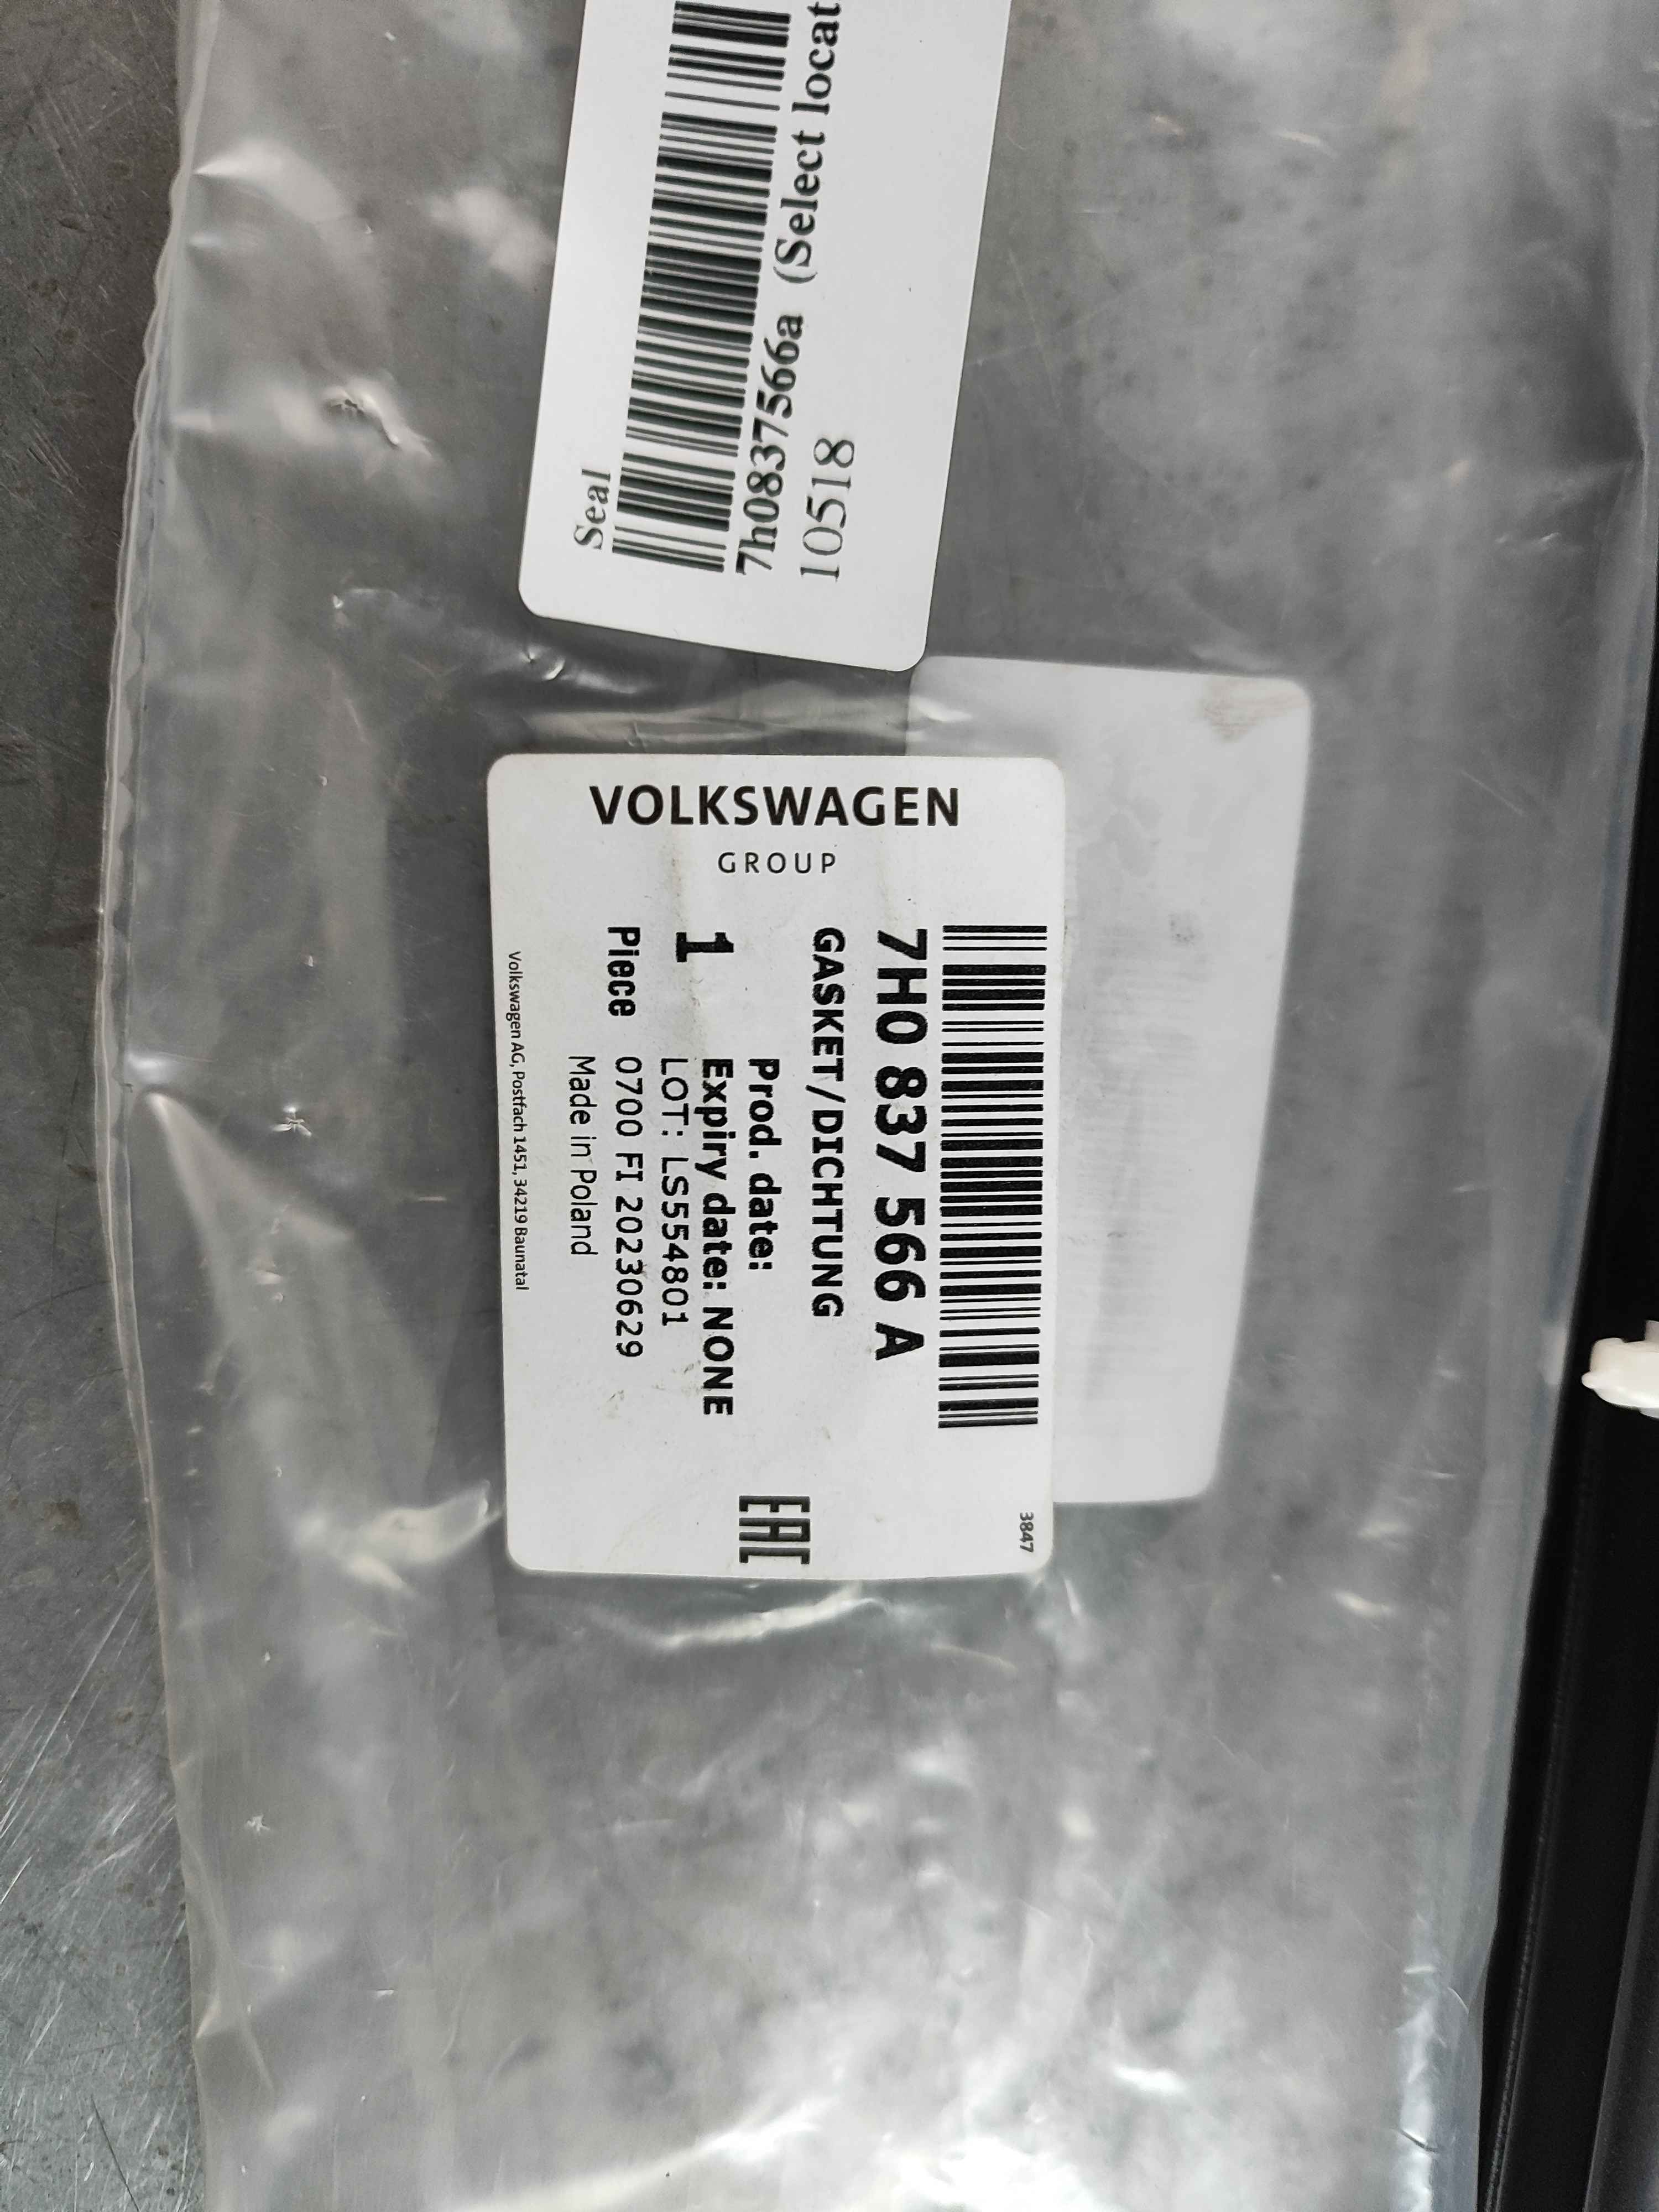 Seal
7h0837566a (Select locat
10518
VOLKSWAGEN
GROUP
3847
7H0 837 566 A
GASKET/DICHTUNG
Prod. date:
1 Expiry date: NONE
LOT: LS554801
Piece 0700 FI 20230629
Made in Poland
Volkswagen AG, Postfach 1451, 34219 Baunatal
EAC